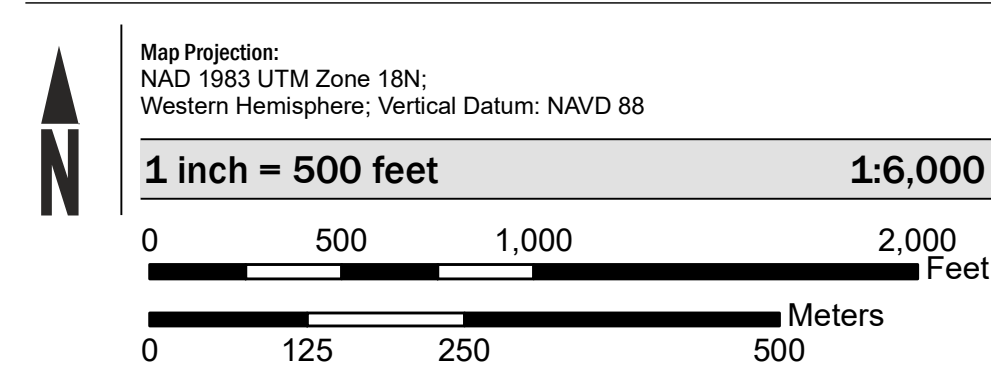 Map Projection:
NAD 1983 UTM Zone 18N;
Western Hemisphere; Vertical Datum: NAVD 88
N
1 inch = 500 feet 1:6,000
0 500 1,000 2,000
Feet
Meters
0 125 250 500